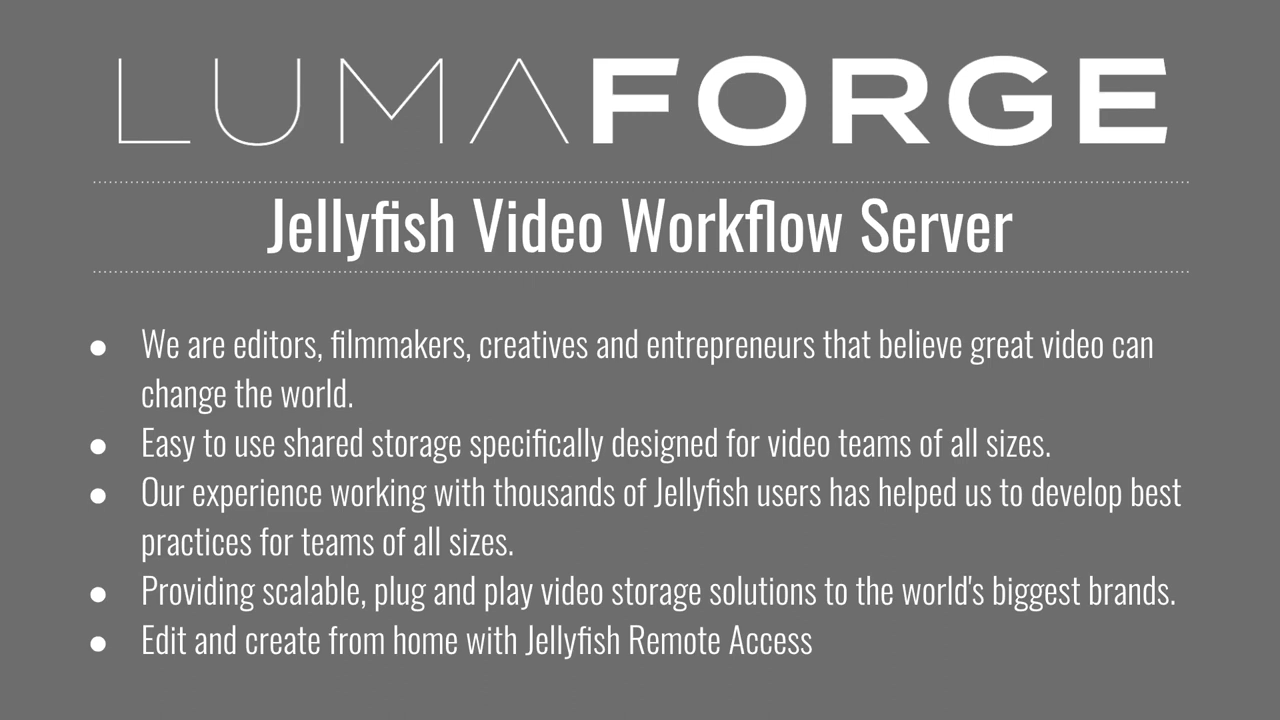 LUMAFORGE
Jellyfish Video Workflow Server
● We are editors, filmmakers, creatives and entrepreneurs that believe great video can
change the world.
● Easy to use shared storage specifically designed for video teams of all sizes.
● Our experience working with thousands of Jellyfish users has helped us to develop best
practices for teams of all sizes.
● Providing scalable, plug and play video storage solutions to the world's biggest brands.
● Edit and create from home with Jellyfish Remote Access